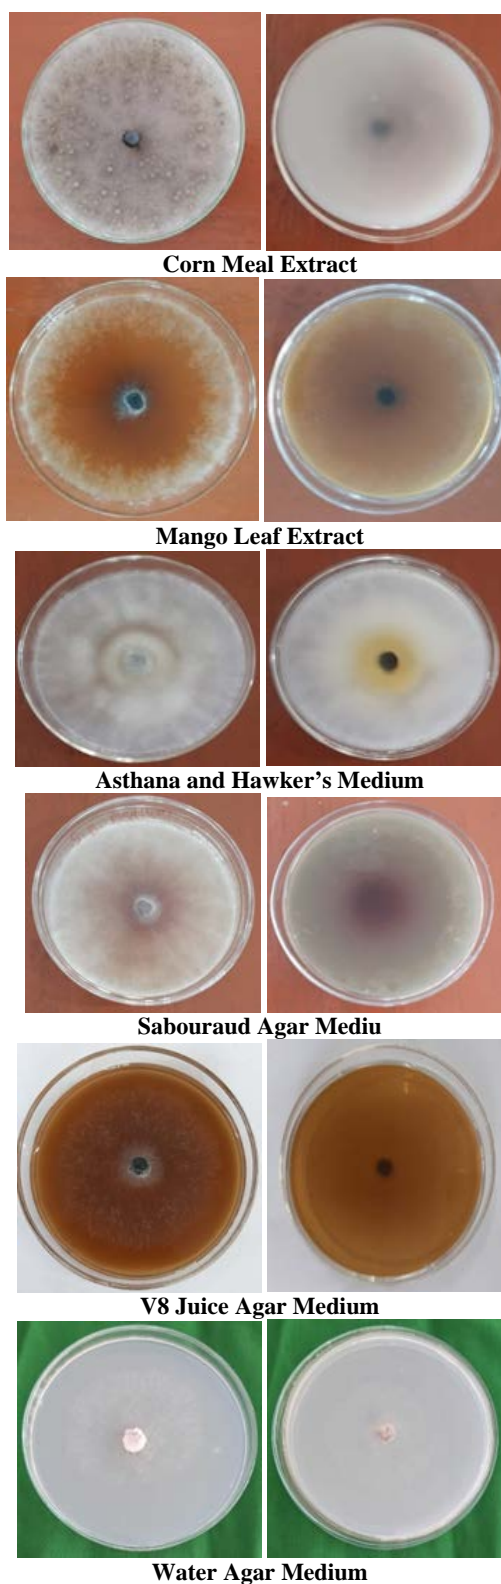 Corn Meal Extract
Mango Leaf Extract
Asthana and Hawker's Medium
Sabouraud Agar Mediu
V8 Juice Agar Medium
Water Agar Medium